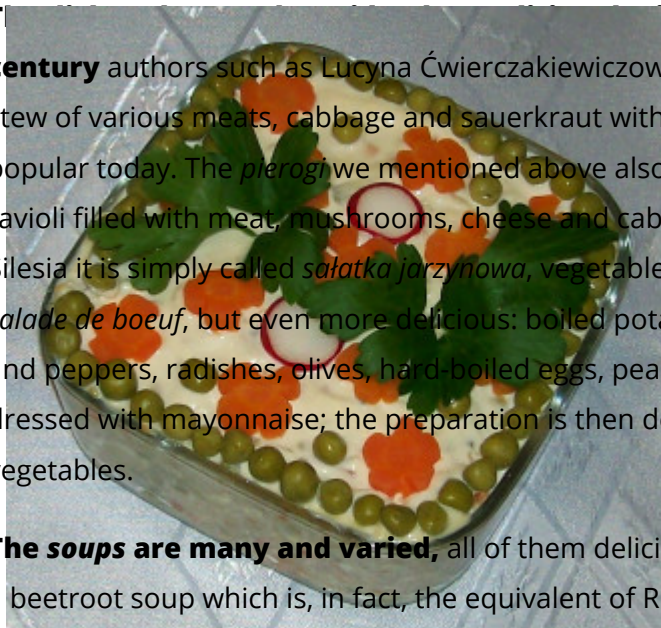 century authors such as Lucyna Ćwierczakiewiczow
tew of various meats, cabbage and sauerkraut with
popular today. The pierogi we mentioned above also
avioli filled with meat, mushrooms, cheese and cab
Silesia it is simply called sałatka jarzynowa, vegetable
alade de boeuf, but even more delicious: boiled pota
nd peppers, radishes, olives, hard-boiled eggs, pea
dressed with mayonnaise; the preparation is then de
vegetables.
The soups are many and varied, all of them delici
beetroot soup which is, in fact, the equivalent of R